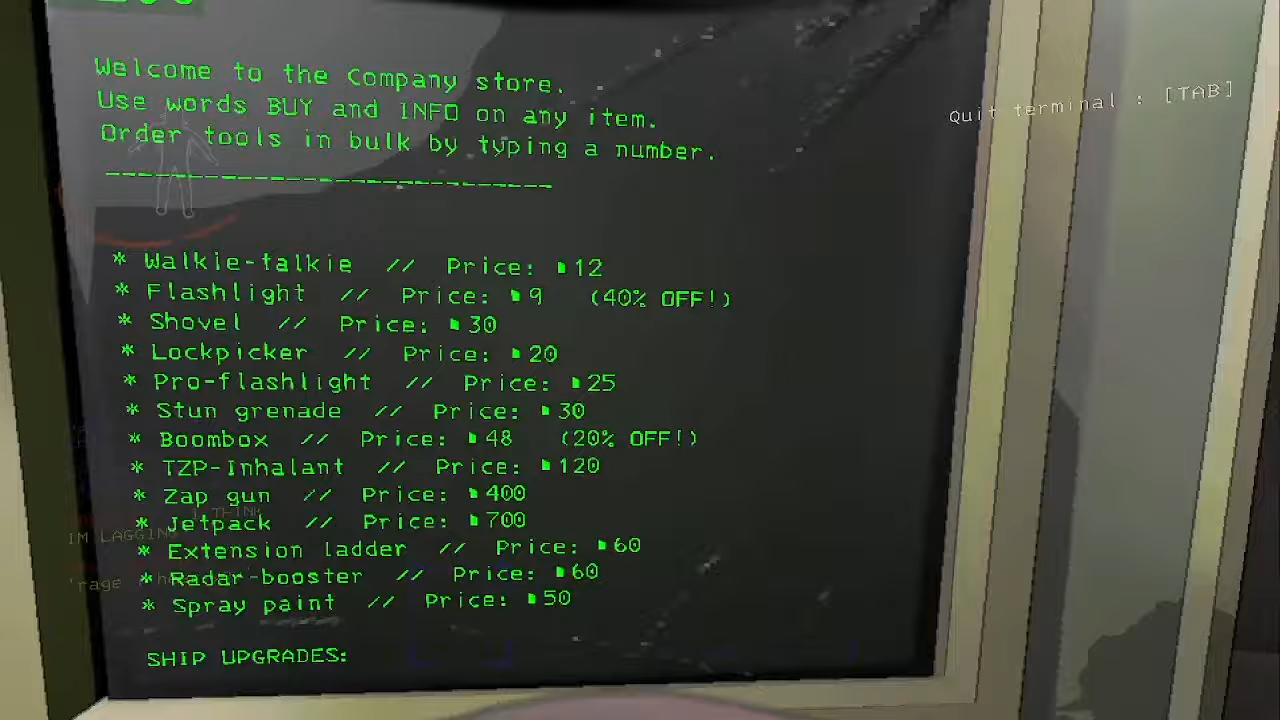 Welcome to the Company store.
Use words BUY and INFO on any item.
Order tools in bulk by typing a number.
----------------------------
Quit terminal : [TAB]
* Walkie-talkie // Price: ▮12
* Flashlight // Price: ▮9 (40% OFF!)
* Shovel // Price: ▮30
* Lockpicker // Price: ▮20
* Pro-flashlight // Price: ▮25
* Stun grenade // Price: ▮30
* Boombox // Price: ▮48 (20% OFF!)
* TZP-Inhalant // Price: ▮120
* Zap gun // Price: ▮400
* Jetpack // Price: ▮700
* Extension ladder // Price: ▮60
* Radar-booster // Price: ▮60
* Spray paint // Price: ▮50
SHIP UPGRADES:
I THINK
IM LAGGING